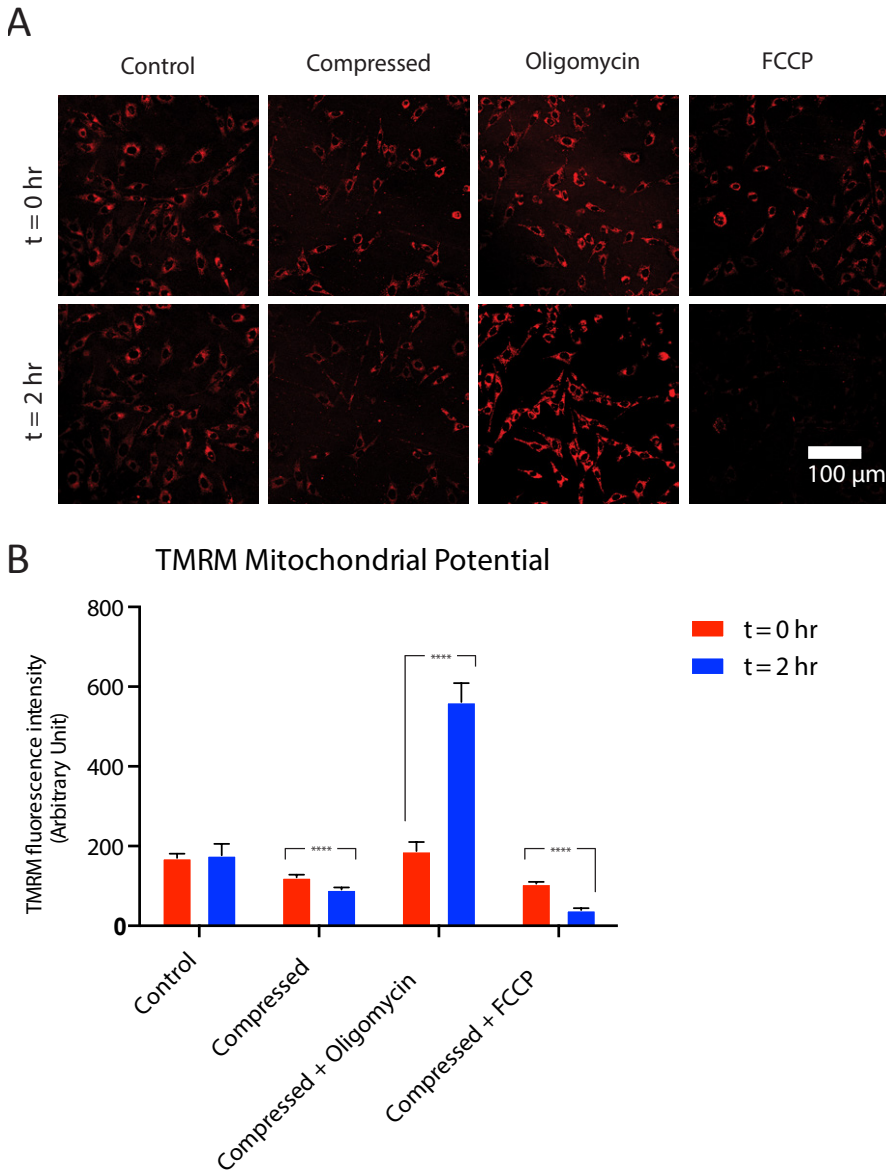 A
Control
Compressed
Oligomycin
FCCP
t = 0 hr
t = 2 hr
100 µm
B
TMRM Mitochondrial Potential
TMRM fluorescence intensity
(Arbitrary Unit)
800
600
400
200
0
****
****
****
t = 0 hr
t = 2 hr
Control
Compressed
Compressed + Oligomycin
Compressed + FCCP